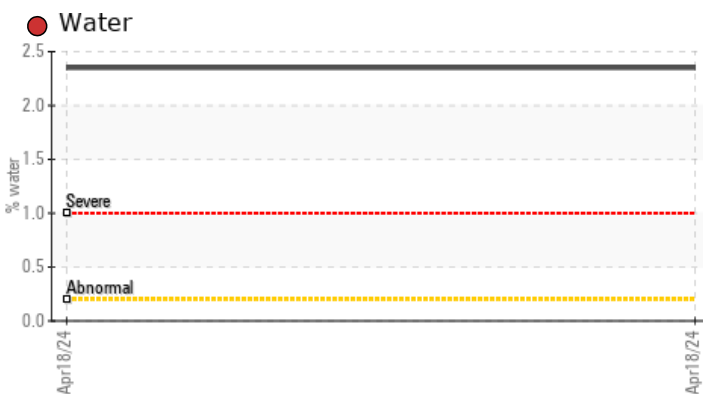 Water
2.5
2.0
1.5
1.0
0.5
0.0
% water
Severe
Abnormal
Apr18/24
Apr18/24